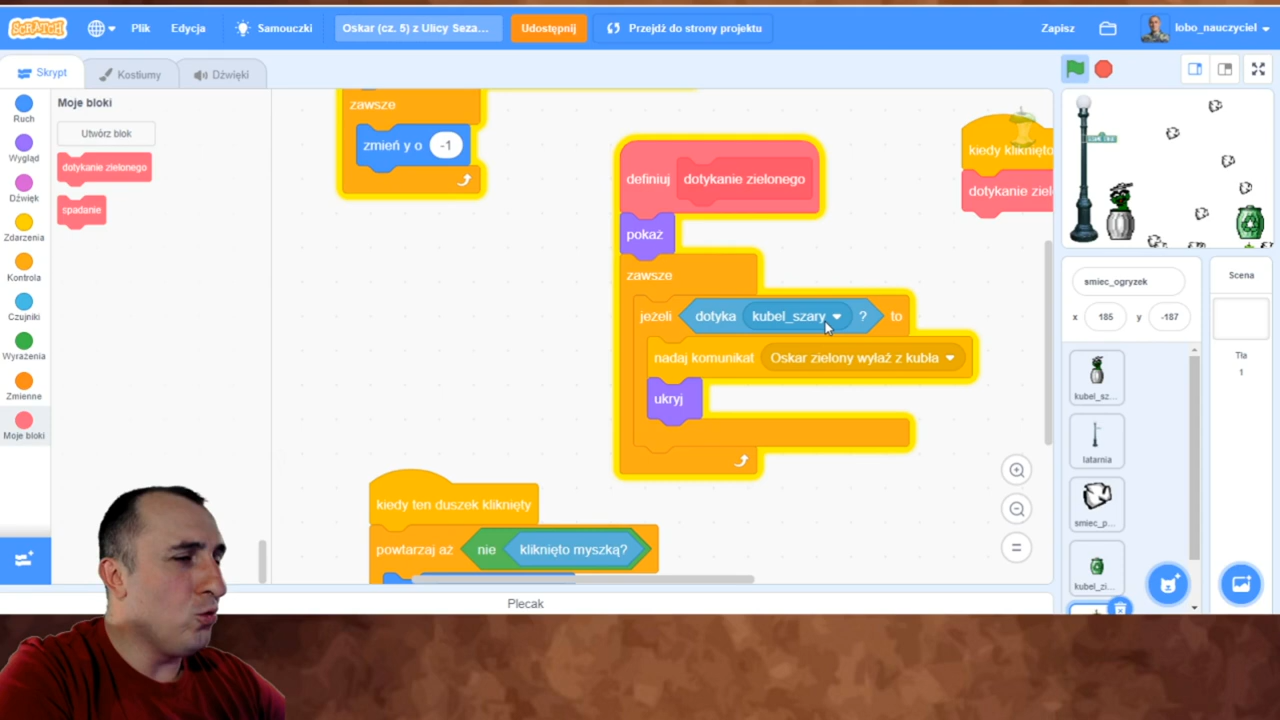 SCRATCH
Plik
Edycja
Samouczki
Oskar (cz. 5) z Ulicy Seza...
Udostępnij
Przejdź do strony projektu
Zapisz
lobo_nauczyciel
Skrypt
Kostiumy
Dźwięki
Ruch
Wygląd
Dźwięk
Zdarzenia
Kontrola
Czujniki
Wyrażenia
Zmienne
Moje bloki
Moje bloki
Utwórz blok
dotykanie zielonego
spadanie
zawsze
zmień y o -1
definiuj dotykanie zielonego
pokaż
zawsze
jeżeli dotyka kubel_szary ? to
nadaj komunikat Oskar zielony wyłaź z kubła
ukryj
kiedy ten duszek kliknięty
powtarzaj aż nie kliknięto myszką?
kiedy kliknięto
dotykanie ziel
Plecak
smiec_ogryzek
x 185 y -187
kubel_sz...
latarnia
smiec_p...
kubel_zi...
Scena
Tła
1